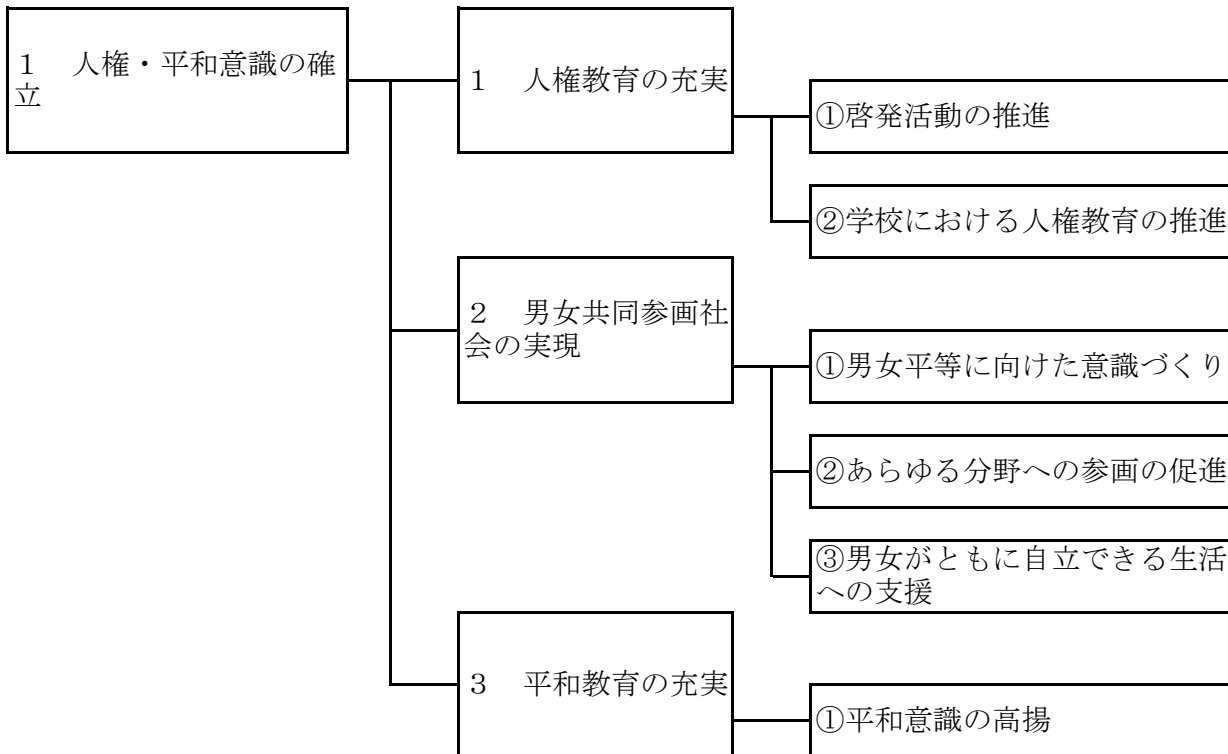 １　人権・平和意識の確
立
１　人権教育の充実
①啓発活動の推進
②学校における人権教育の推進
２　男女共同参画社
会の実現
①男女平等に向けた意識づくり
②あらゆる分野への参画の促進
③男女がともに自立できる生活
への支援
３　平和教育の充実
①平和意識の高揚